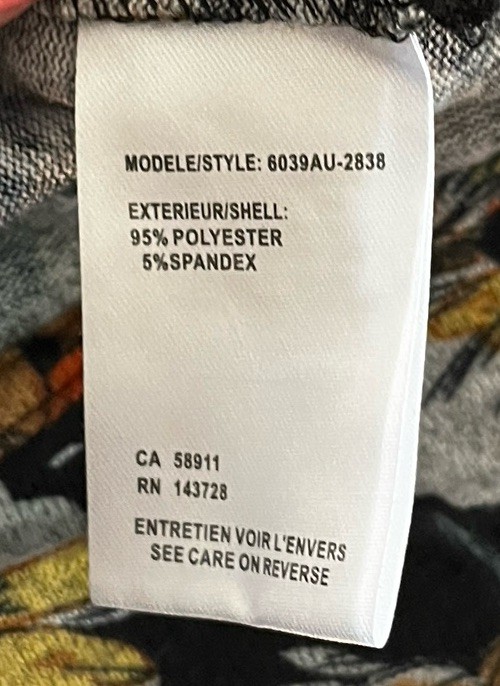 MODELE/STYLE: 6039AU-2838
EXTERIEUR/SHELL:
95% POLYESTER
5%SPANDEX
CA 58911
RN 143728
ENTRETIEN VOIR L'ENVERS
SEE CARE ON REVERSE